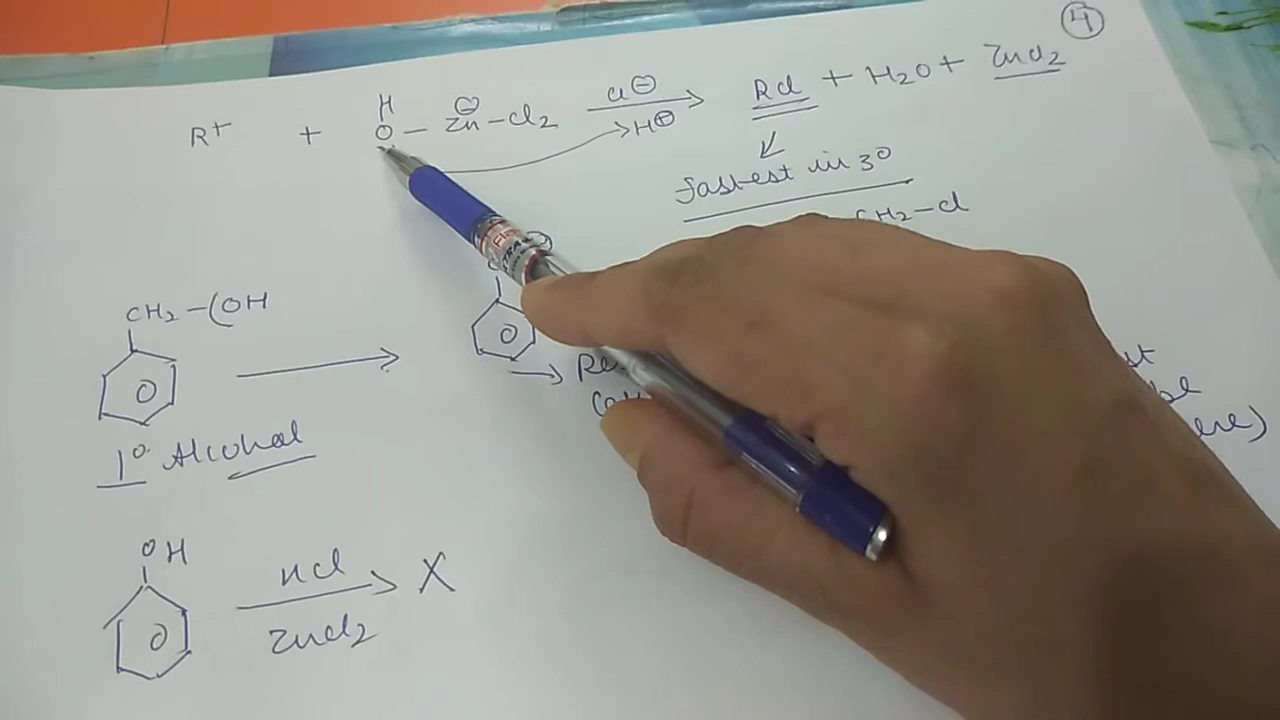 4
R+ + H
O – Zn⊖ – Cl2 Cl⊖ → RCl + H2O + ZnCl2
H⊕
fastest in 3°
CH2–Cl
CH2–(OH
1° Alcohol
OH
HCl
ZnCl2
X